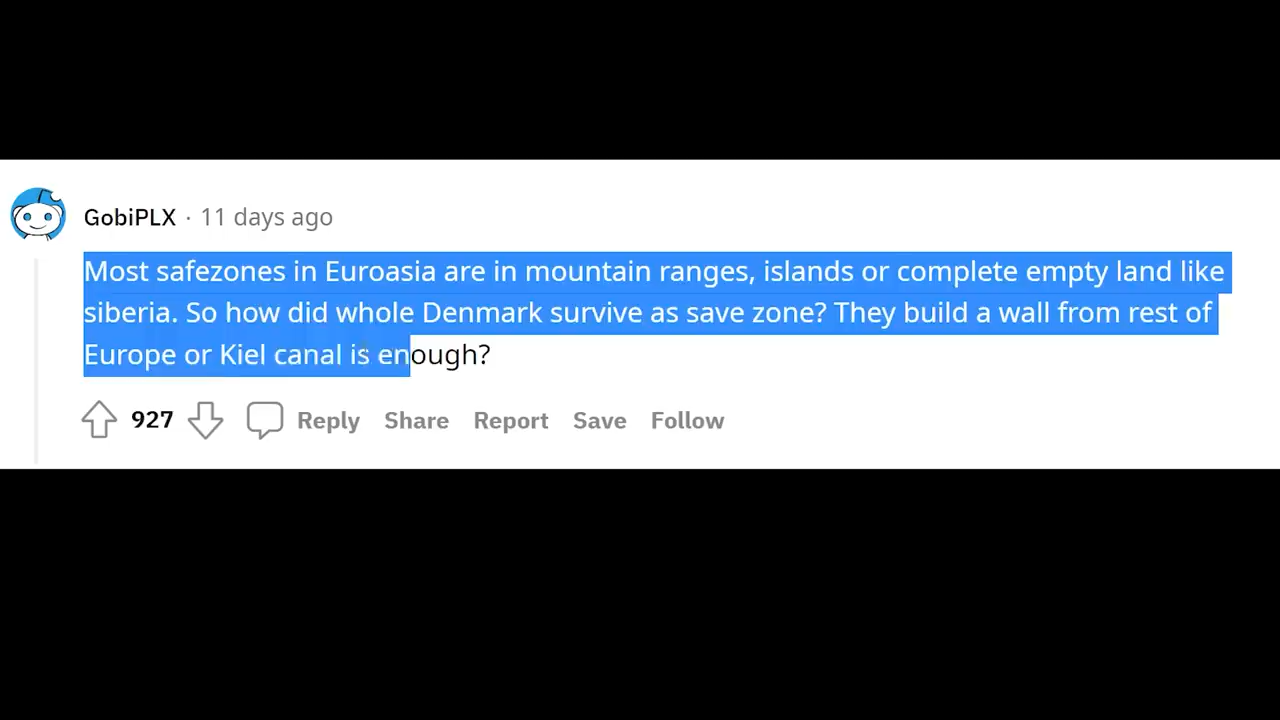 GobiPLX · 11 days ago
Most safezones in Euroasia are in mountain ranges, islands or complete empty land like
siberia. So how did whole Denmark survive as save zone? They build a wall from rest of
Europe or Kiel canal is enough?
927 Reply Share Report Save Follow